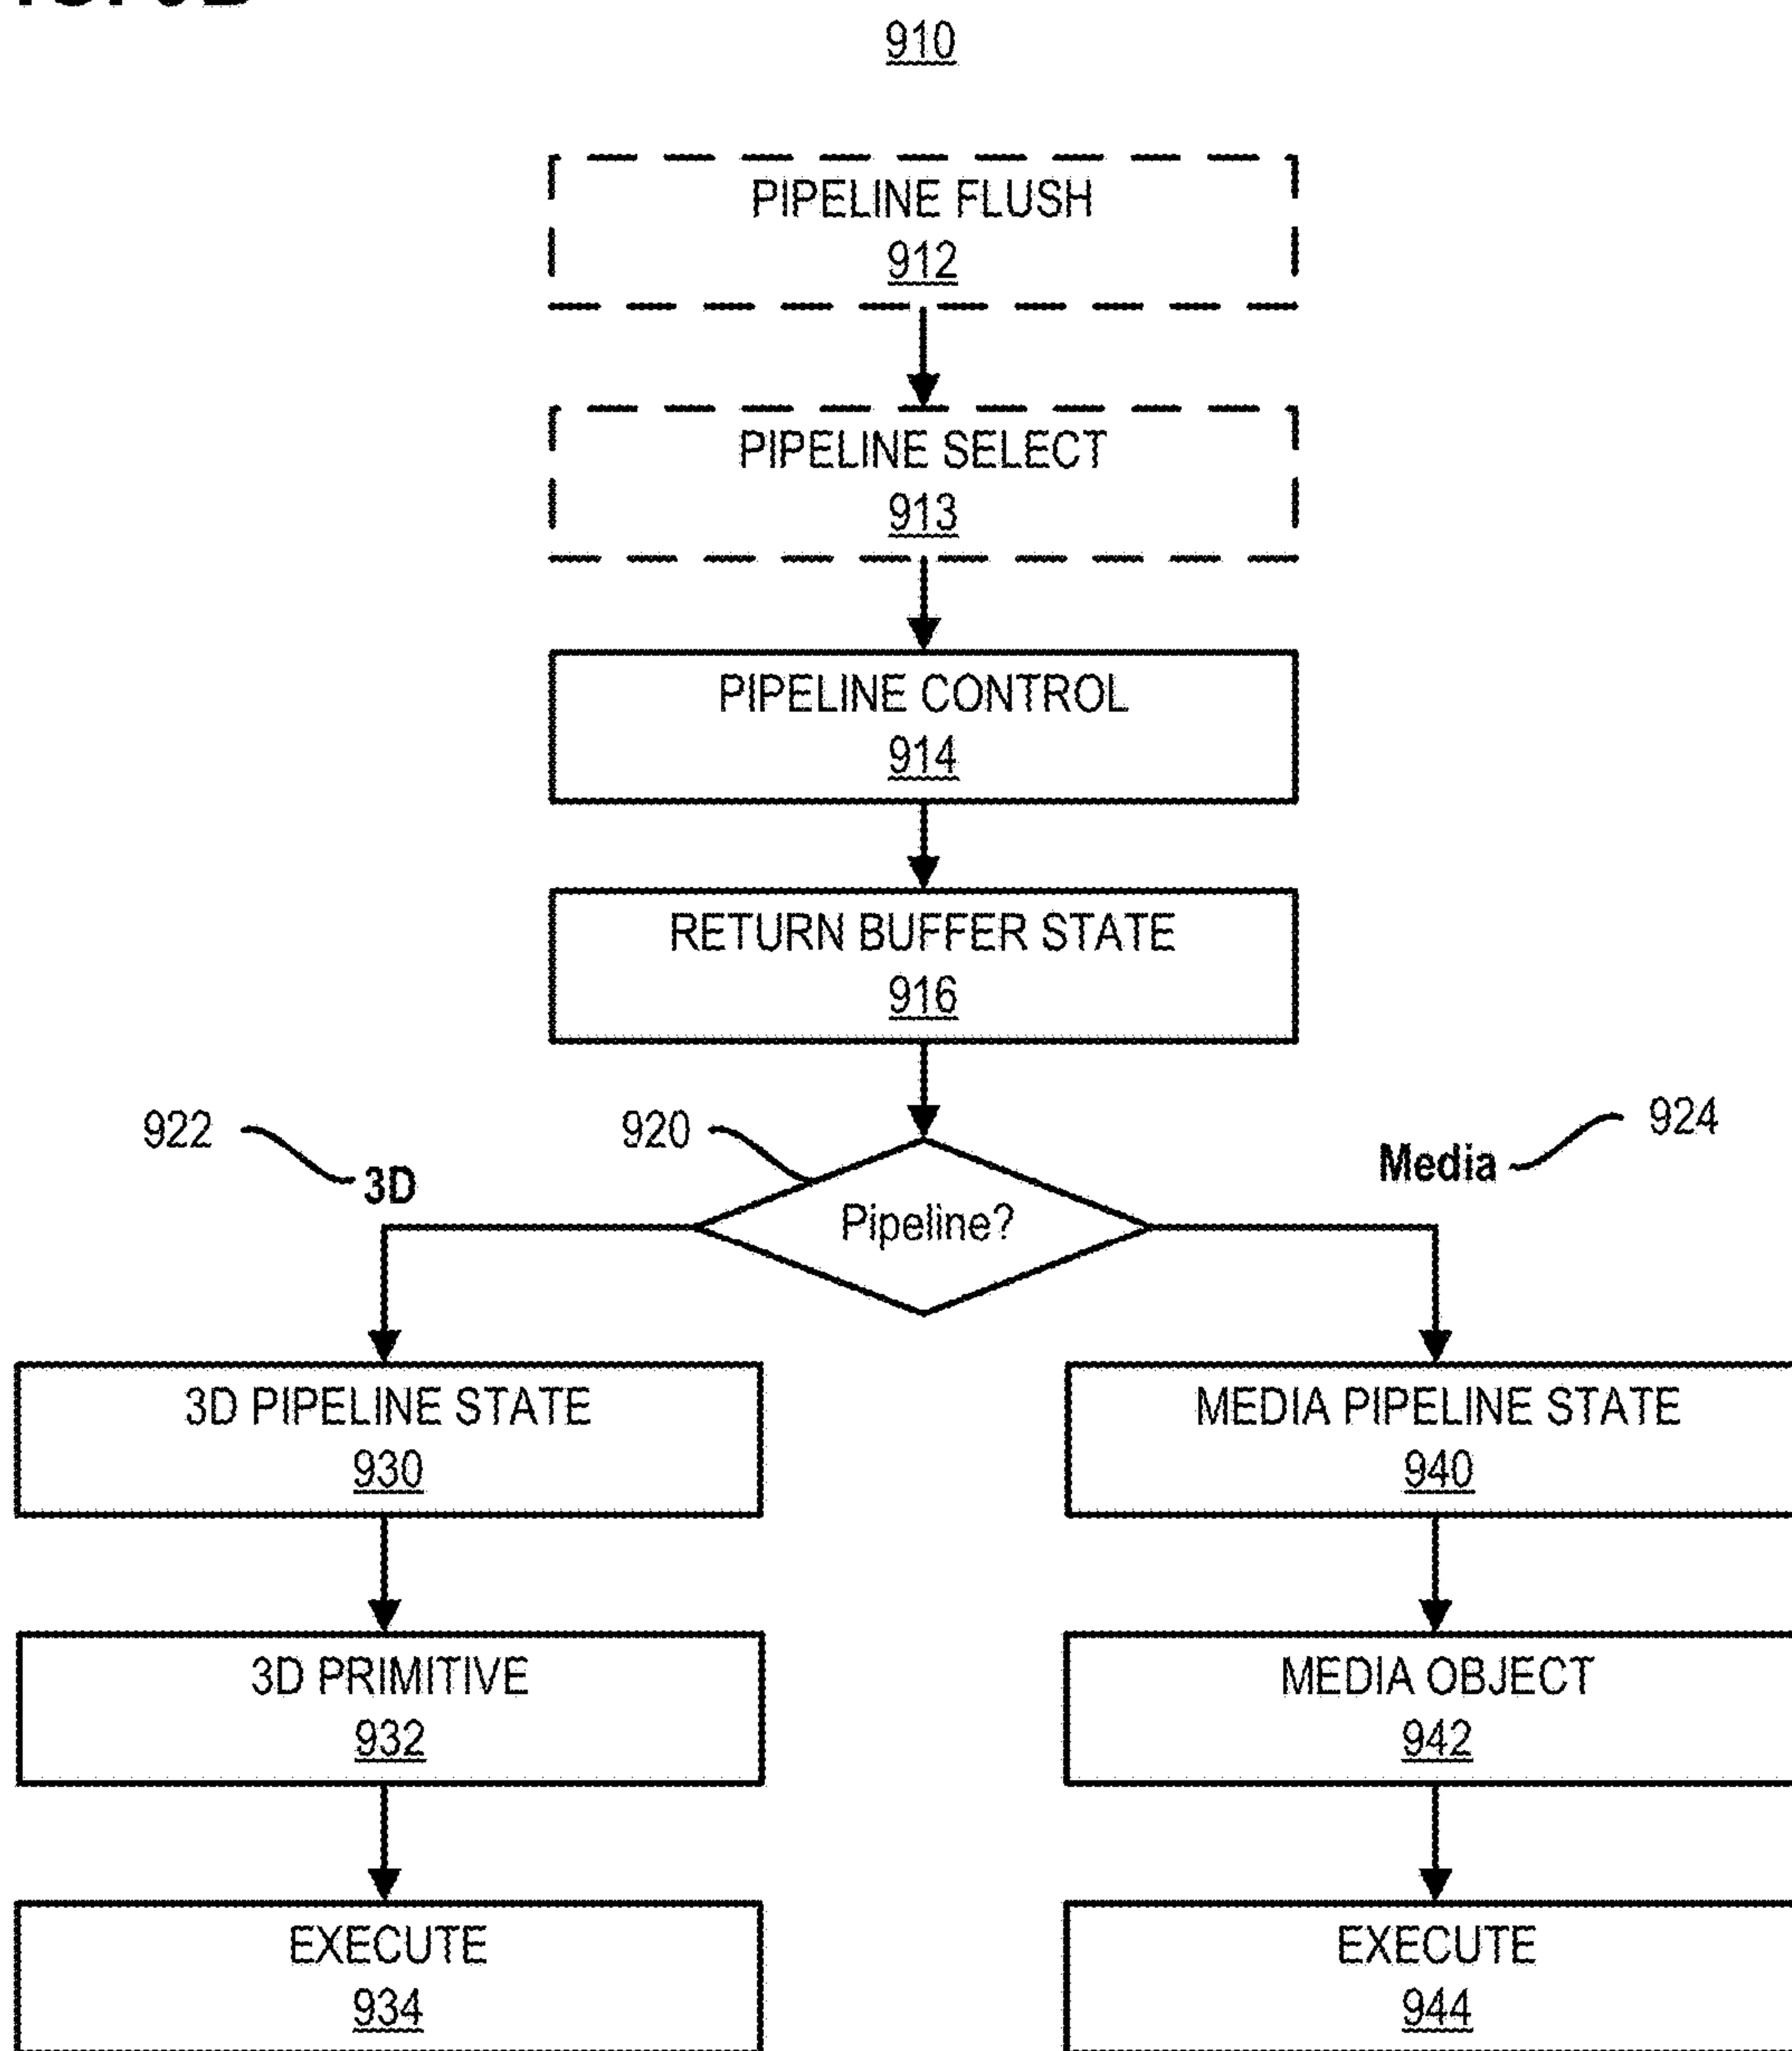 910
PIPELINE FLUSH
912
PIPELINE SELECT
913
PIPELINE CONTROL
914
RETURN BUFFER STATE
916
922
920
924
3D
Media
Pipeline?
3D PIPELINE STATE
930
MEDIA PIPELINE STATE
940
3D PRIMITIVE
932
MEDIA OBJECT
942
EXECUTE
934
EXECUTE
944